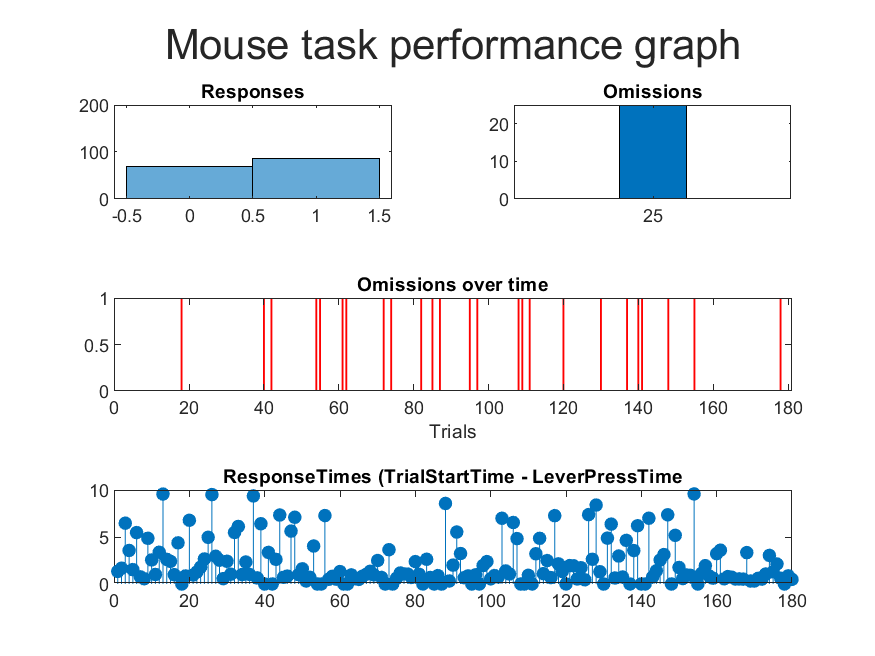 Mouse task performance graph
Responses
200
100
0
-0.5 0 0.5 1 1.5
Omissions
20
10
0
25
Omissions over time
1
0.5
0
0 20 40 60 80 100 120 140 160 180
Trials
ResponseTimes (TrialStartTime - LeverPressTime
10
5
0
0 20 40 60 80 100 120 140 160 180